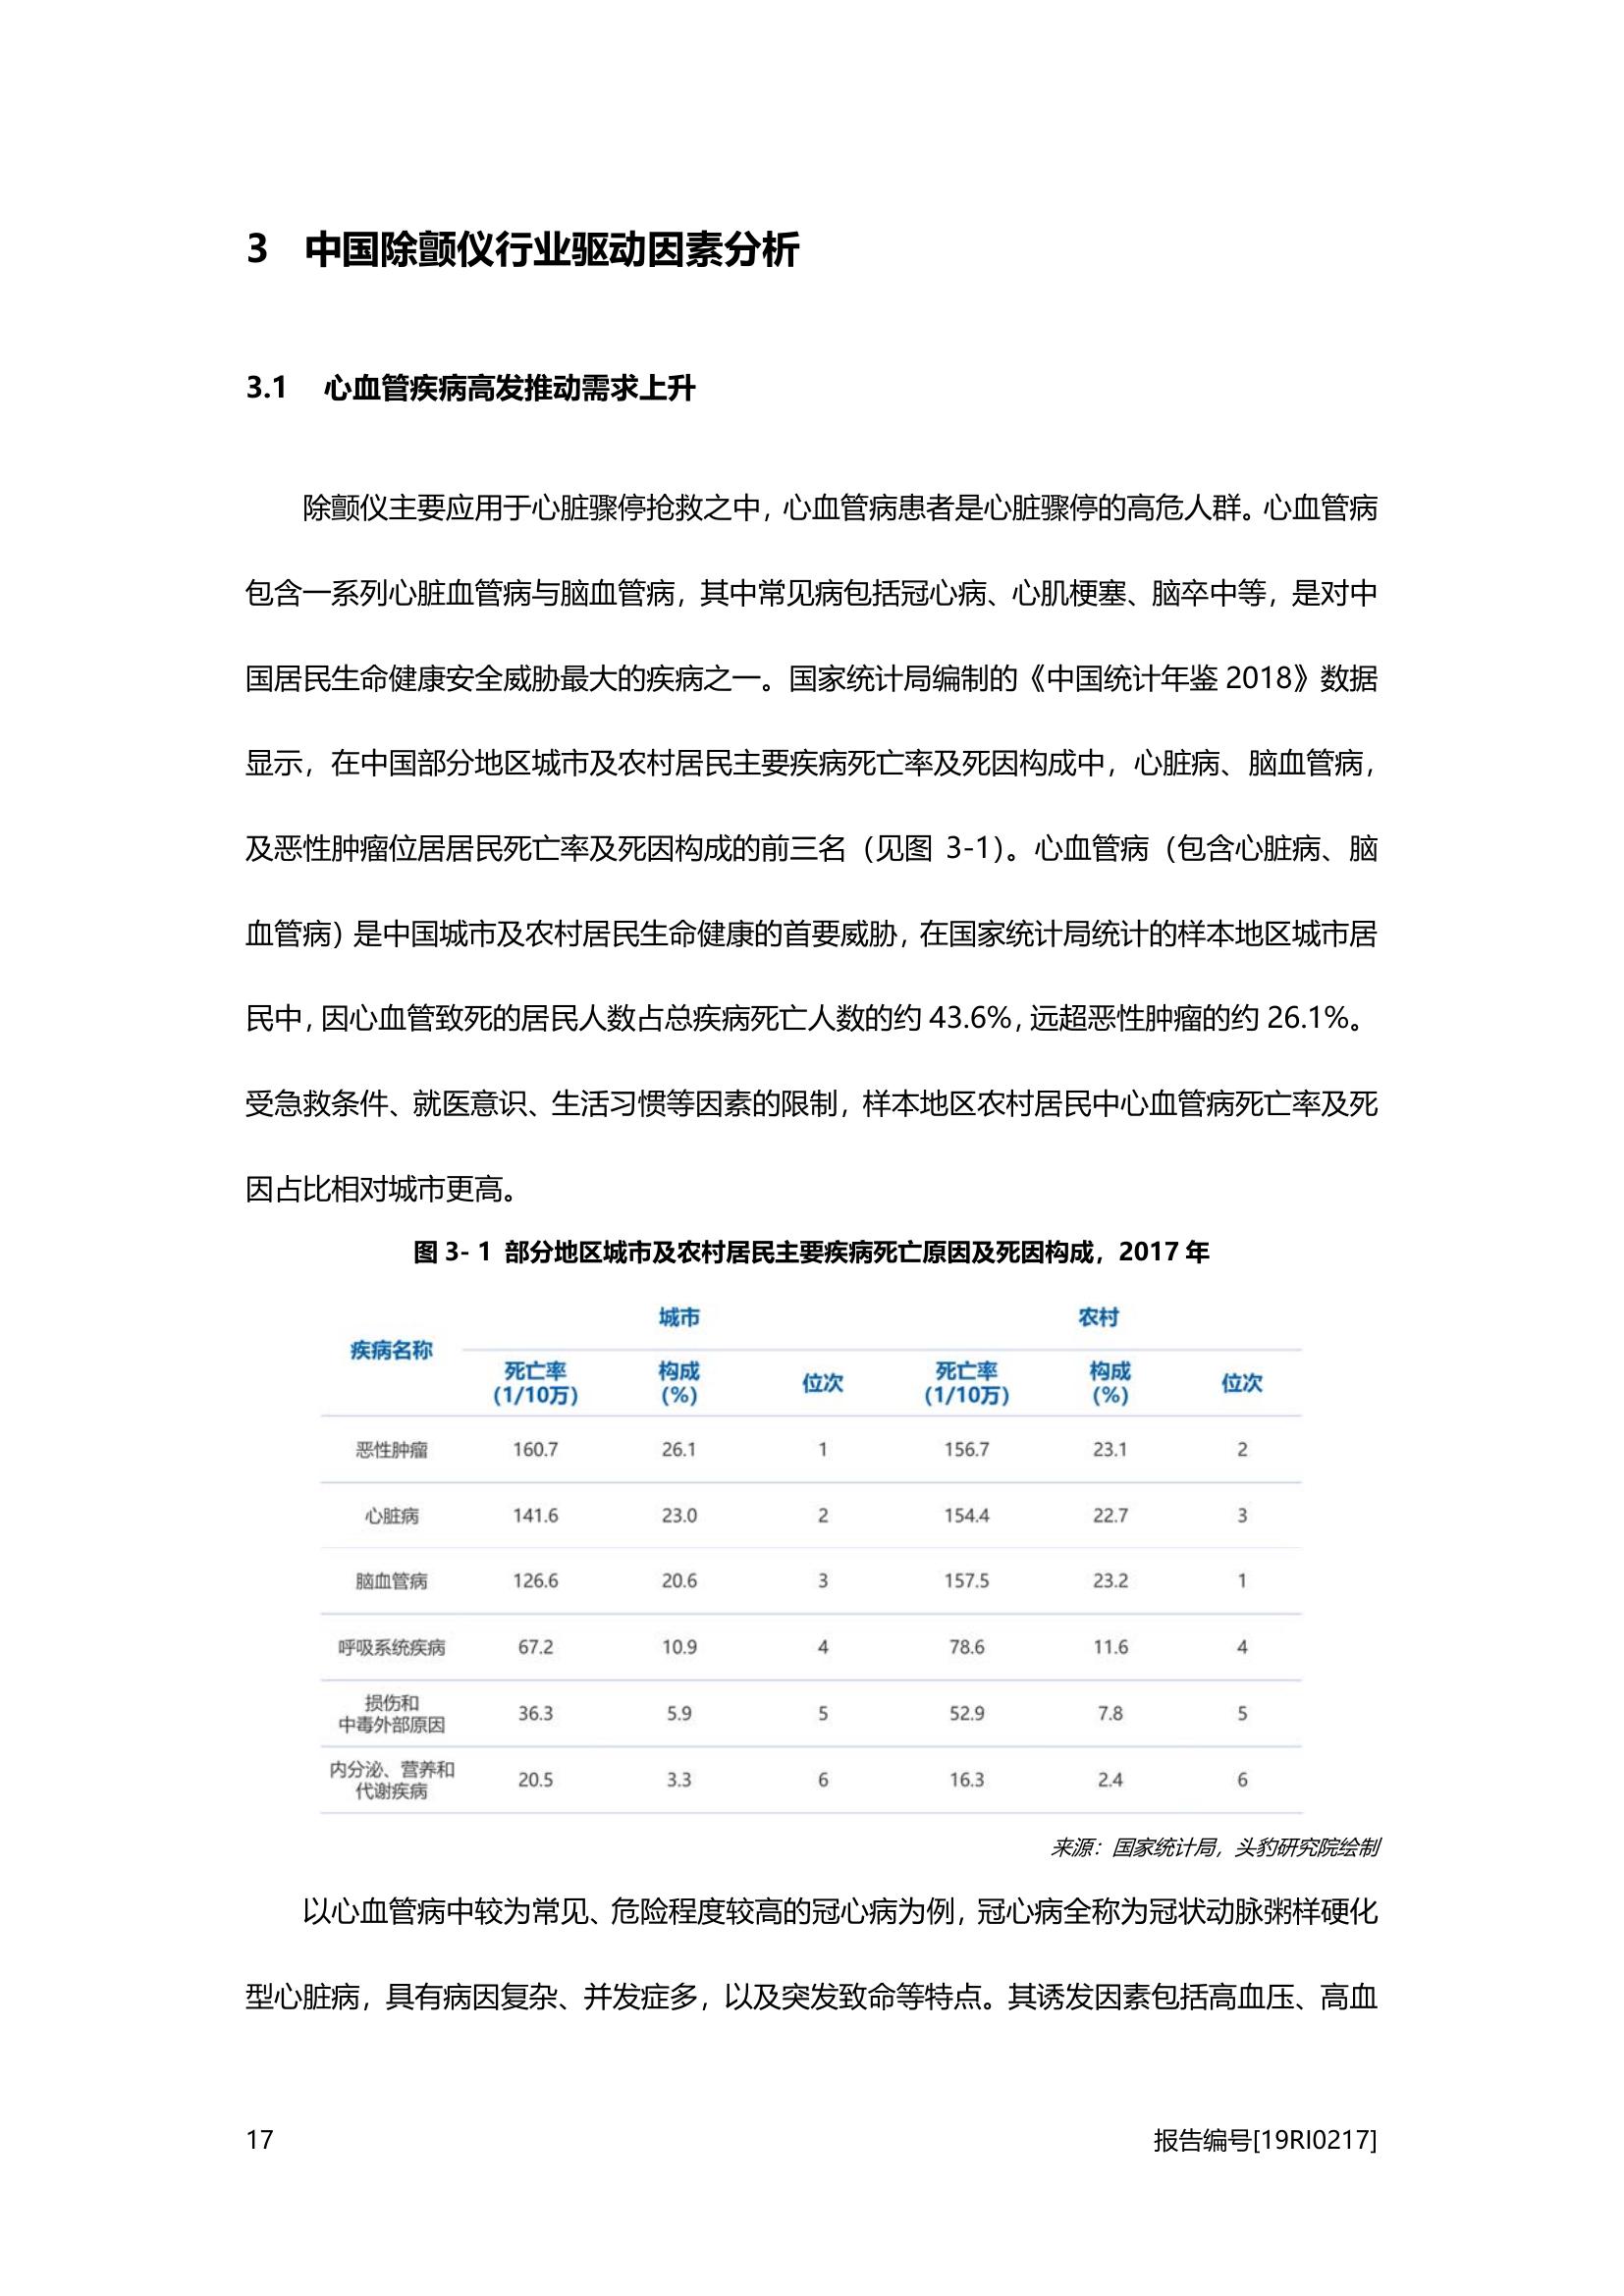 3 中国除颤仪行业驱动因素分析
3.1 心血管疾病高发推动需求上升
除颤仪主要应用于心脏骤停抢救之中，心血管病患者是心脏骤停的高危人群。心血管病
包含一系列心脏血管病与脑血管病，其中常见病包括冠心病、心肌梗塞、脑卒中等，是对中
国居民生命健康安全威胁最大的疾病之一。国家统计局编制的《中国统计年鉴 2018》数据
显示，在中国部分地区城市及农村居民主要疾病死亡率及死因构成中，心脏病、脑血管病，
及恶性肿瘤位居居民死亡率及死因构成的前三名（见图 3-1）。心血管病（包含心脏病、脑
血管病）是中国城市及农村居民生命健康的首要威胁，在国家统计局统计的样本地区城市居
民中，因心血管致死的居民人数占总疾病死亡人数的约 43.6%，远超恶性肿瘤的约 26.1%。
受急救条件、就医意识、生活习惯等因素的限制，样本地区农村居民中心血管病死亡率及死
因占比相对城市更高。
图 3- 1 部分地区城市及农村居民主要疾病死亡原因及死因构成，2017 年
疾病名称 城市 农村
死亡率 构成 位次 死亡率 构成 位次
(1/10万) (%) (1/10万) (%)
恶性肿瘤 160.7 26.1 1 156.7 23.1 2
心脏病 141.6 23.0 2 154.4 22.7 3
脑血管病 126.6 20.6 3 157.5 23.2 1
呼吸系统疾病 67.2 10.9 4 78.6 11.6 4
损伤和
中毒外部原因 36.3 5.9 5 52.9 7.8 5
内分泌、营养和
代谢疾病 20.5 3.3 6 16.3 2.4 6
来源：国家统计局，头豹研究院绘制
以心血管病中较为常见、危险程度较高的冠心病为例，冠心病全称为冠状动脉粥样硬化
型心脏病，具有病因复杂、并发症多，以及突发致命等特点。其诱发因素包括高血压、高血
17 报告编号[19RI0217]